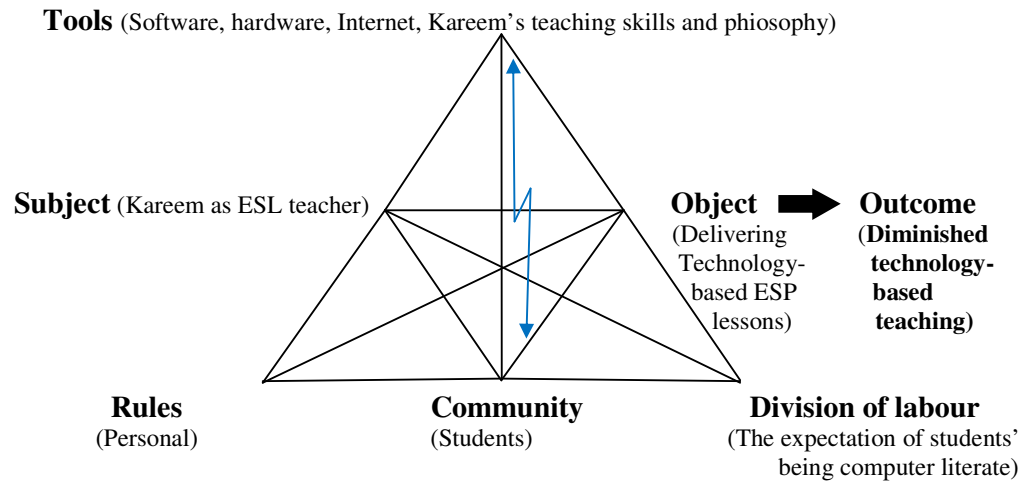 Tools (Software, hardware, Internet, Kareem's teaching skills and phiosophy)
Subject (Kareem as ESL teacher)
Object
(Delivering
Technology-
based ESP
lessons)
Outcome
(Diminished
technology-
based
teaching)
Rules
(Personal)
Community
(Students)
Division of labour
(The expectation of students'
being computer literate)